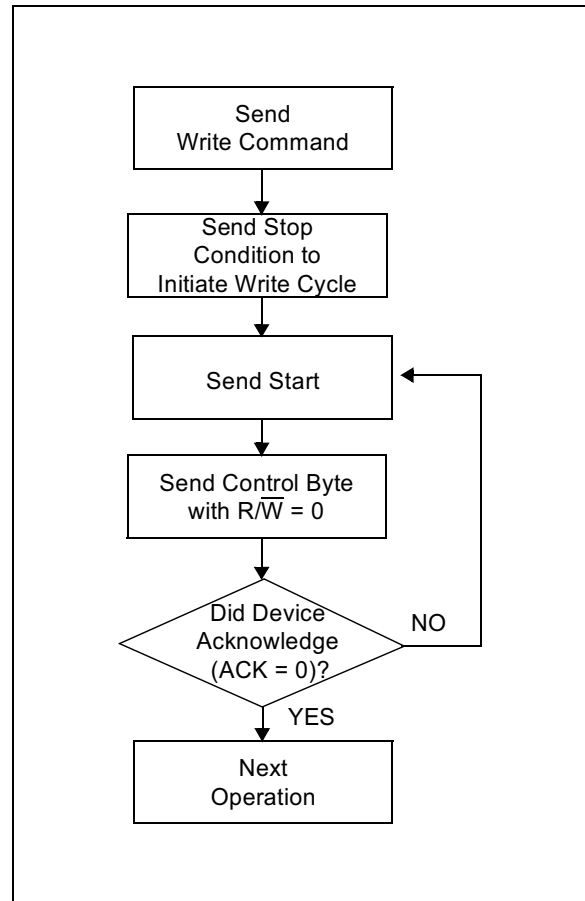 Send
Write Command
Send Stop
Condition to
Initiate Write Cycle
Send Start
Send Control Byte
with R/W̅ = 0
Did Device
Acknowledge
(ACK = 0)?
NO
YES
Next
Operation